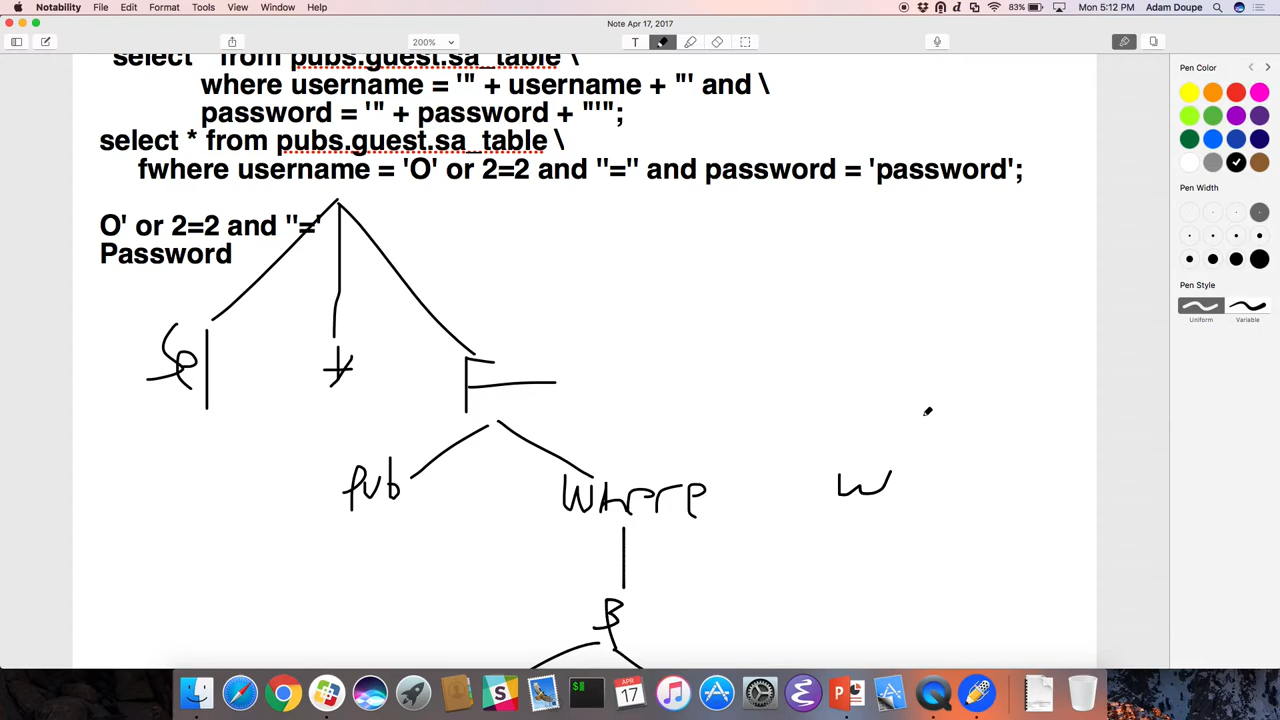 Notability File Edit Format Tools View Window Help
83% Mon 5:12 PM Adam Doupe
Note Apr 17, 2017
200%
T
select * from pubs.guest.sa_table \
where username = '" + username + "' and \
password = '" + password + "'";
select * from pubs.guest.sa_table \
fwhere username = 'O' or 2=2 and ''='' and password = 'password';
O' or 2=2 and ''='
Password
Sel * F
Pub Where W
B
Pen Color
Pen Width
Pen Style
Uniform Variable
APR
17